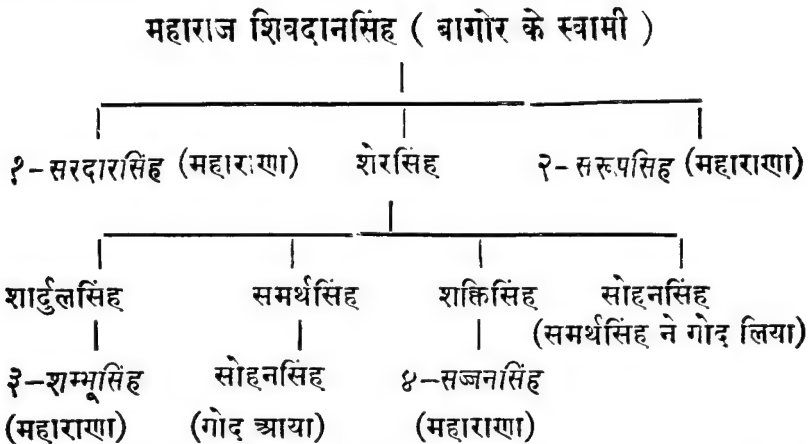 महाराज शिवदानसिंह ( बागोर के स्वामी )
१-सरदारसिंह (महाराणा) शेरसिंह २-सरूपसिंह (महाराणा)
शार्दुलसिंह समर्थसिंह शक्तिसिंह सोहनसिंह
(समर्थसिंह ने गोद लिया)
३-शम्भूसिंह सोहनसिंह ४-सज्जनसिंह
(महाराणा) (गोद आया) (महाराणा)